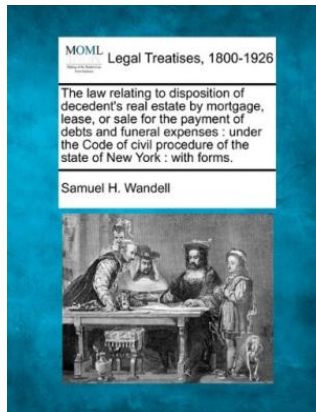 MOML
Legal Treatises, 1800-1926
The law relating to disposition of
decedent's real estate by mortgage,
lease, or sale for the payment of
debts and funeral expenses : under
the Code of civil procedure of the
state of New York : with forms.
Samuel H. Wandell